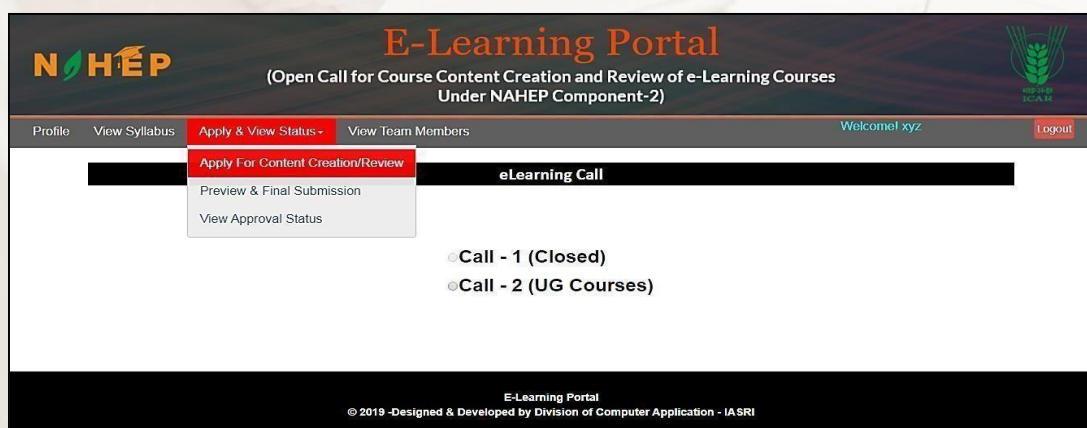 NAHEP
E-Learning Portal
(Open Call for Course Content Creation and Review of e-Learning Courses
Under NAHEP Component-2)
ICAR
Profile View Syllabus Apply & View Status View Team Members Welcome! xyz Logout
Apply For Content Creation/Review
Preview & Final Submission
View Approval Status
eLearning Call
Call - 1 (Closed)
Call - 2 (UG Courses)
E-Learning Portal
© 2019 -Designed & Developed by Division of Computer Application - IASRI